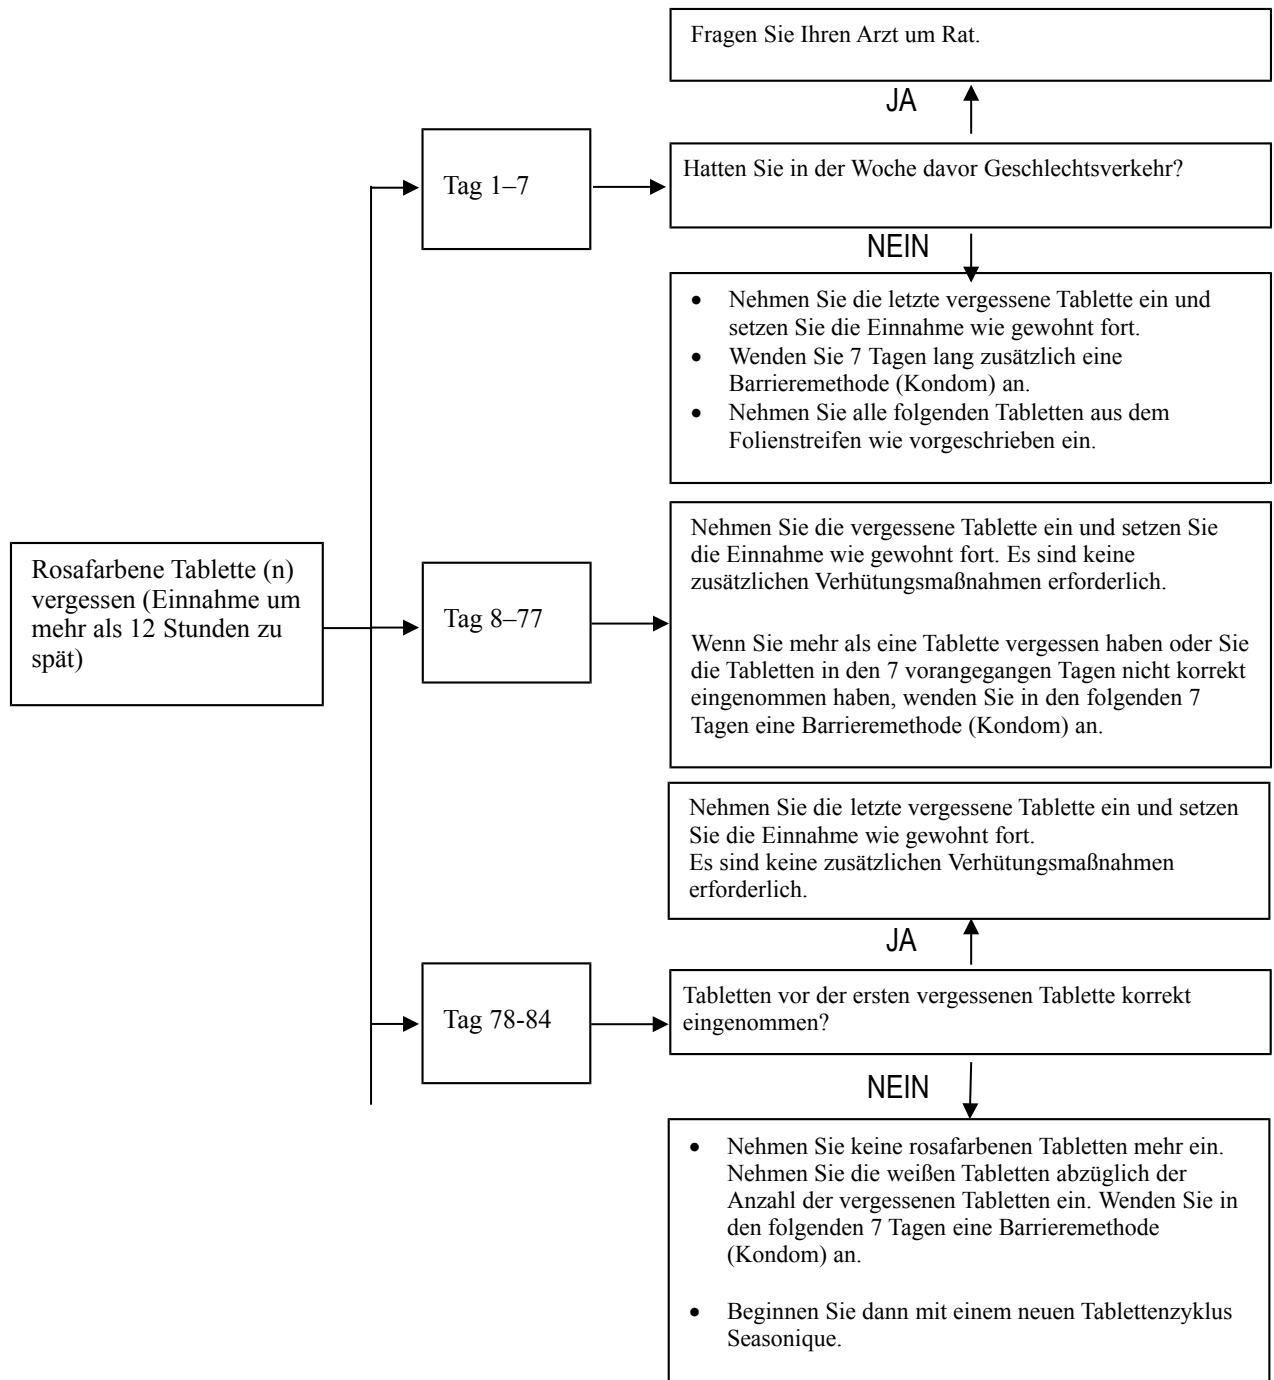 Fragen Sie Ihren Arzt um Rat.
JA
Tag 1–7
Hatten Sie in der Woche davor Geschlechtsverkehr?
NEIN
• Nehmen Sie die letzte vergessene Tablette ein und
setzen Sie die Einnahme wie gewohnt fort.
• Wenden Sie 7 Tagen lang zusätzlich eine
Barrieremethode (Kondom) an.
• Nehmen Sie alle folgenden Tabletten aus dem
Folienstreifen wie vorgeschrieben ein.
Rosafarbene Tablette (n)
vergessen (Einnahme um
mehr als 12 Stunden zu
spät)
Tag 8–77
Nehmen Sie die vergessene Tablette ein und setzen Sie
die Einnahme wie gewohnt fort. Es sind keine
zusätzlichen Verhütungsmaßnahmen erforderlich.
Wenn Sie mehr als eine Tablette vergessen haben oder Sie
die Tabletten in den 7 vorangegangen Tagen nicht korrekt
eingenommen haben, wenden Sie in den folgenden 7
Tagen eine Barrieremethode (Kondom) an.
Nehmen Sie die letzte vergessene Tablette ein und setzen
Sie die Einnahme wie gewohnt fort.
Es sind keine zusätzlichen Verhütungsmaßnahmen
erforderlich.
JA
Tag 78-84
Tabletten vor der ersten vergessenen Tablette korrekt
eingenommen?
NEIN
• Nehmen Sie keine rosafarbenen Tabletten mehr ein.
Nehmen Sie die weißen Tabletten abzüglich der
Anzahl der vergessenen Tabletten ein. Wenden Sie in
den folgenden 7 Tagen eine Barrieremethode
(Kondom) an.
• Beginnen Sie dann mit einem neuen Tablettenzyklus
Seasonique.